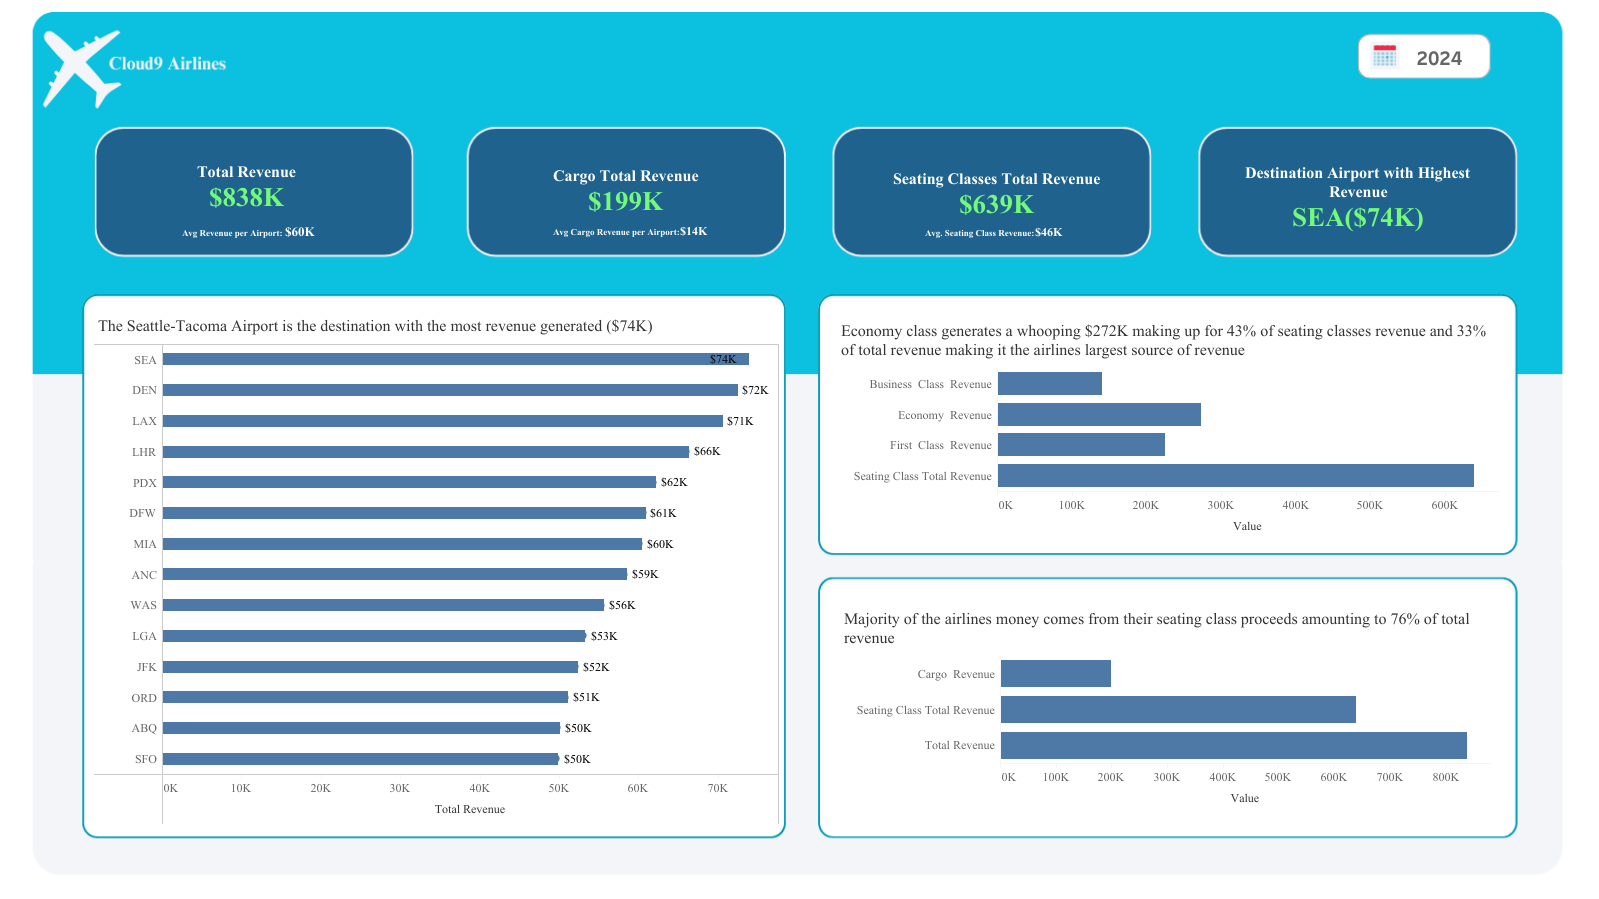 Cloud9 Airlines
2024
Total Revenue
$838K
Avg Revenue per Airport: $60K
Cargo Total Revenue
$199K
Avg Cargo Revenue per Airport:$14K
Seating Classes Total Revenue
$639K
Avg. Seating Class Revenue:$46K
Destination Airport with Highest
Revenue
SEA($74K)
The Seattle-Tacoma Airport is the destination with the most revenue generated ($74K)
SEA $74K
DEN $72K
LAX $71K
LHR $66K
PDX $62K
DFW $61K
MIA $60K
ANC $59K
WAS $56K
LGA $53K
JFK $52K
ORD $51K
ABQ $50K
SFO $50K
0K 10K 20K 30K 40K 50K 60K 70K
Total Revenue
Economy class generates a whooping $272K making up for 43% of seating classes revenue and 33%
of total revenue making it the airlines largest source of revenue
Business Class Revenue
Economy Revenue
First Class Revenue
Seating Class Total Revenue
0K 100K 200K 300K 400K 500K 600K
Value
Majority of the airlines money comes from their seating class proceeds amounting to 76% of total
revenue
Cargo Revenue
Seating Class Total Revenue
Total Revenue
0K 100K 200K 300K 400K 500K 600K 700K 800K
Value